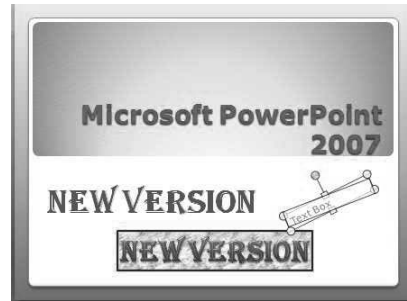 Microsoft PowerPoint
2007
NEW VERSION
Text Box
NEW VERSION